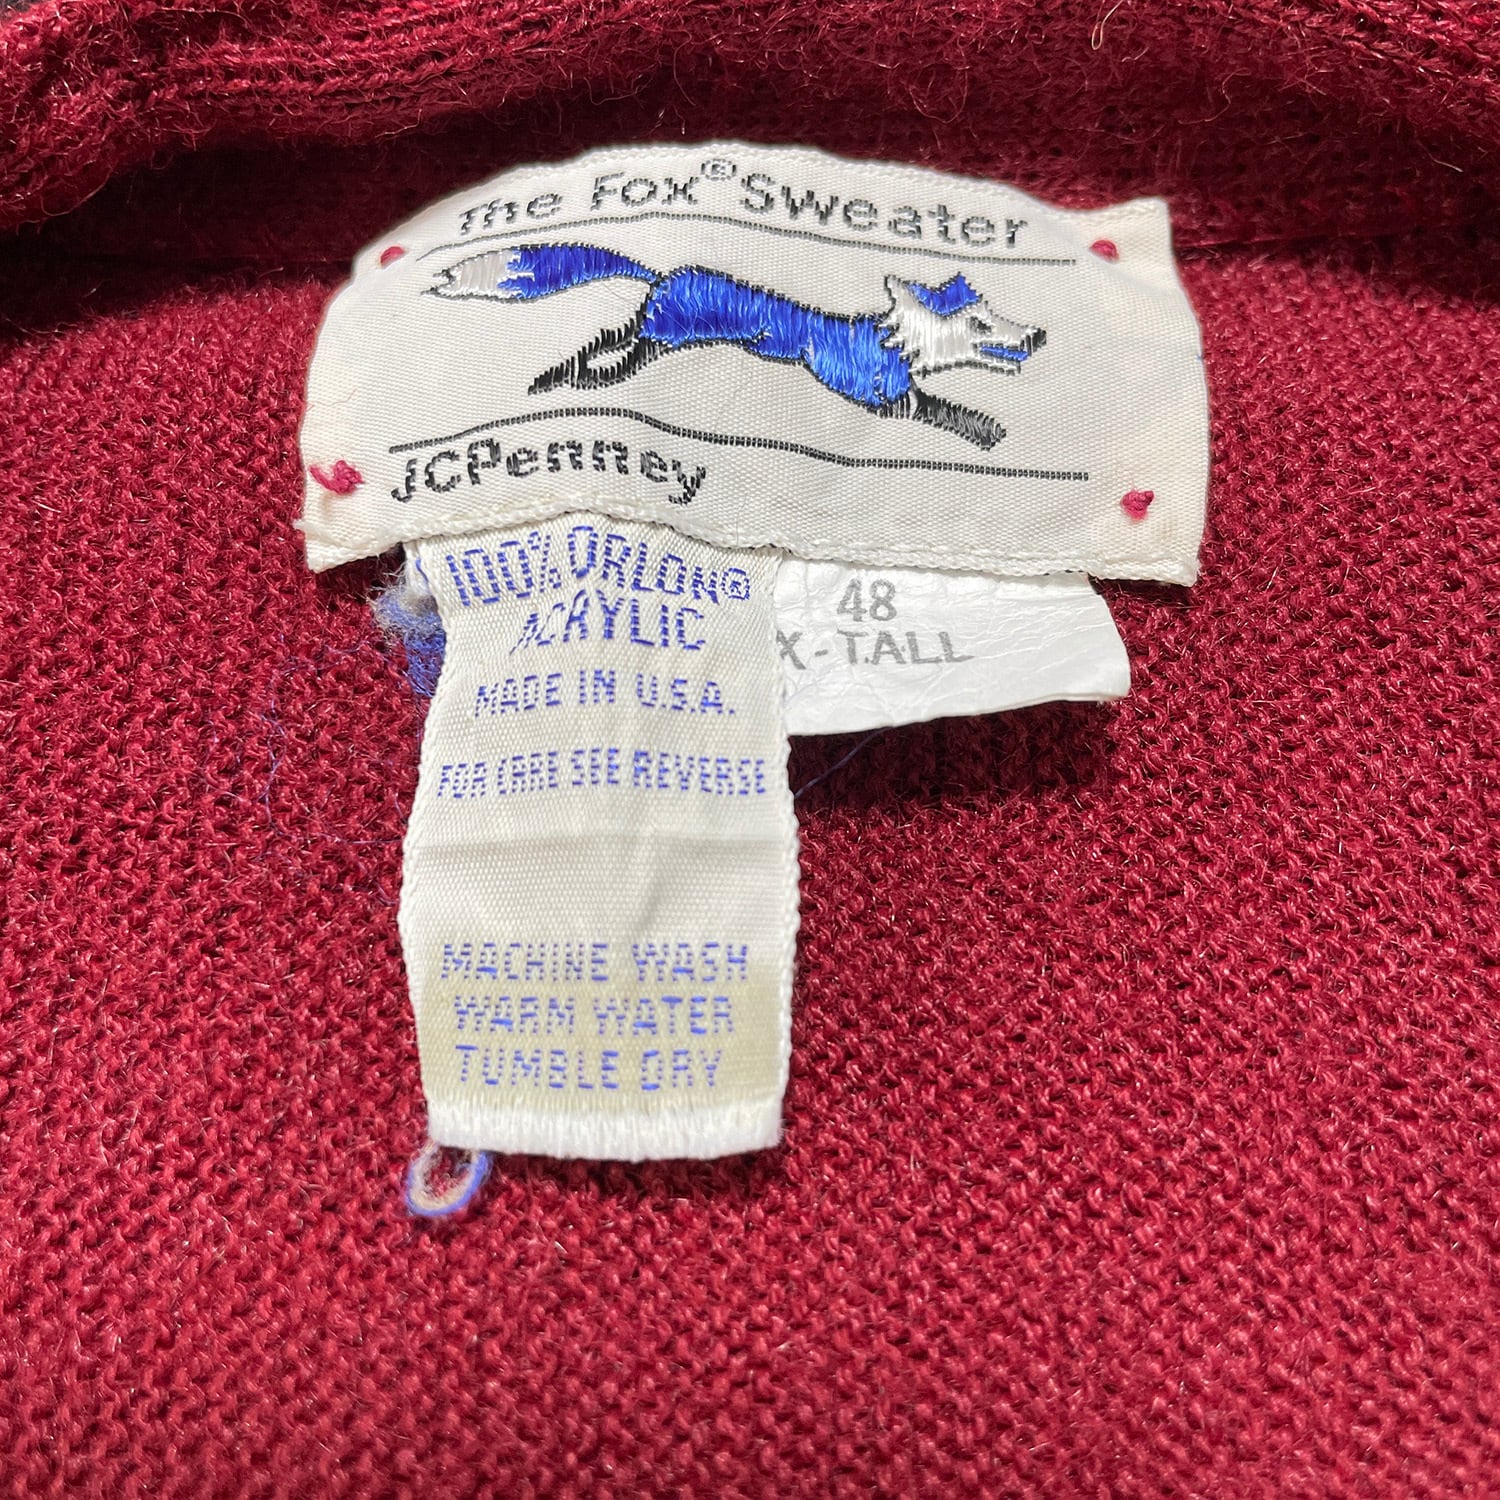 The Fox® Sweater
JCPenney
100% ORLON®
ACRYLIC
MADE IN U.S.A.
FOR CARE SEE REVERSE
MACHINE WASH
WARM WATER
TUMBLE DRY
48
X-TALL